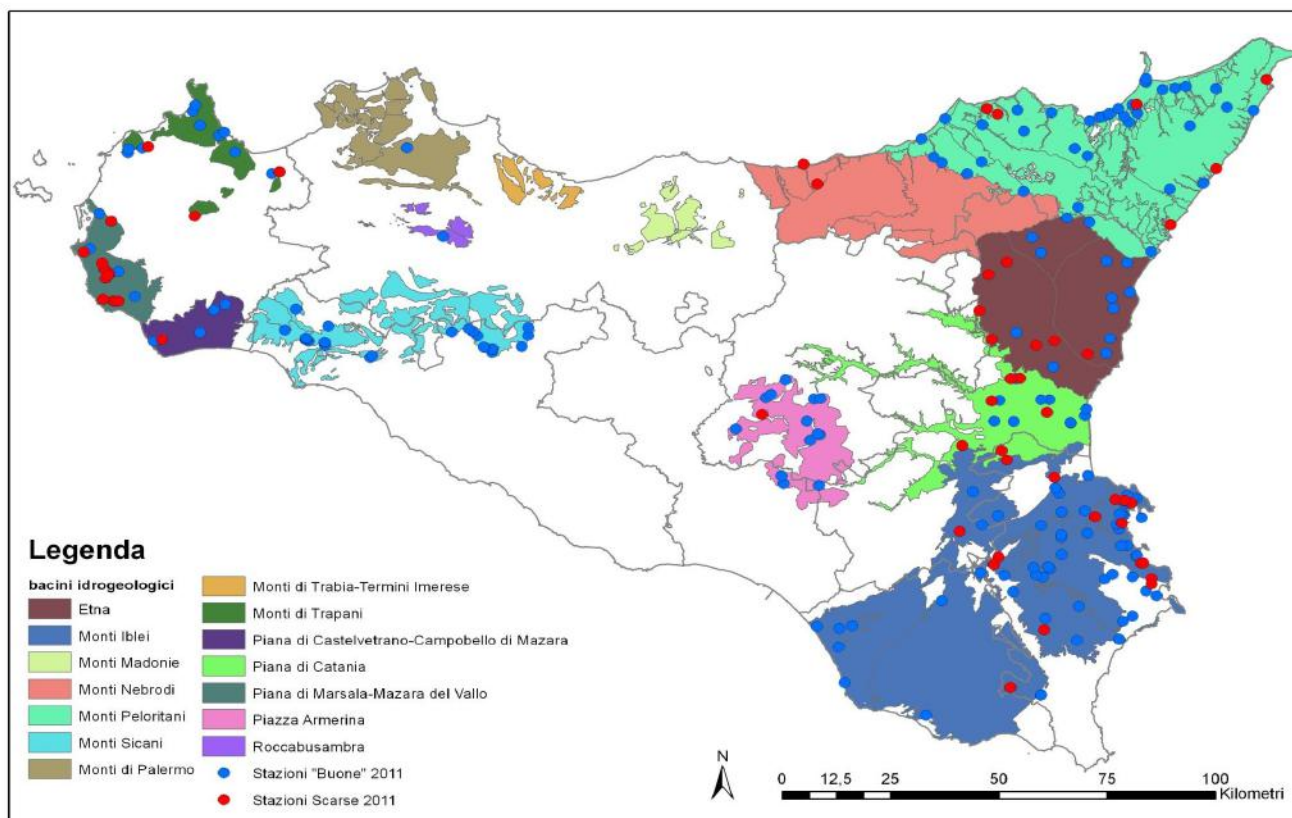 Legenda
bacini idrogeologici
Etna
Monti Iblei
Monti Madonie
Monti Nebrodi
Monti Peloritani
Monti Sicani
Monti di Palermo
Monti di Trabia-Termini Imerese
Monti di Trapani
Piana di Castelvetrano-Campobello di Mazara
Piana di Catania
Piana di Marsala-Mazara del Vallo
Piazza Armerina
Roccabusambra
Stazioni "Buone" 2011
Stazioni Scarse 2011
N
0 12,5 25 50 75 100
Kilometri